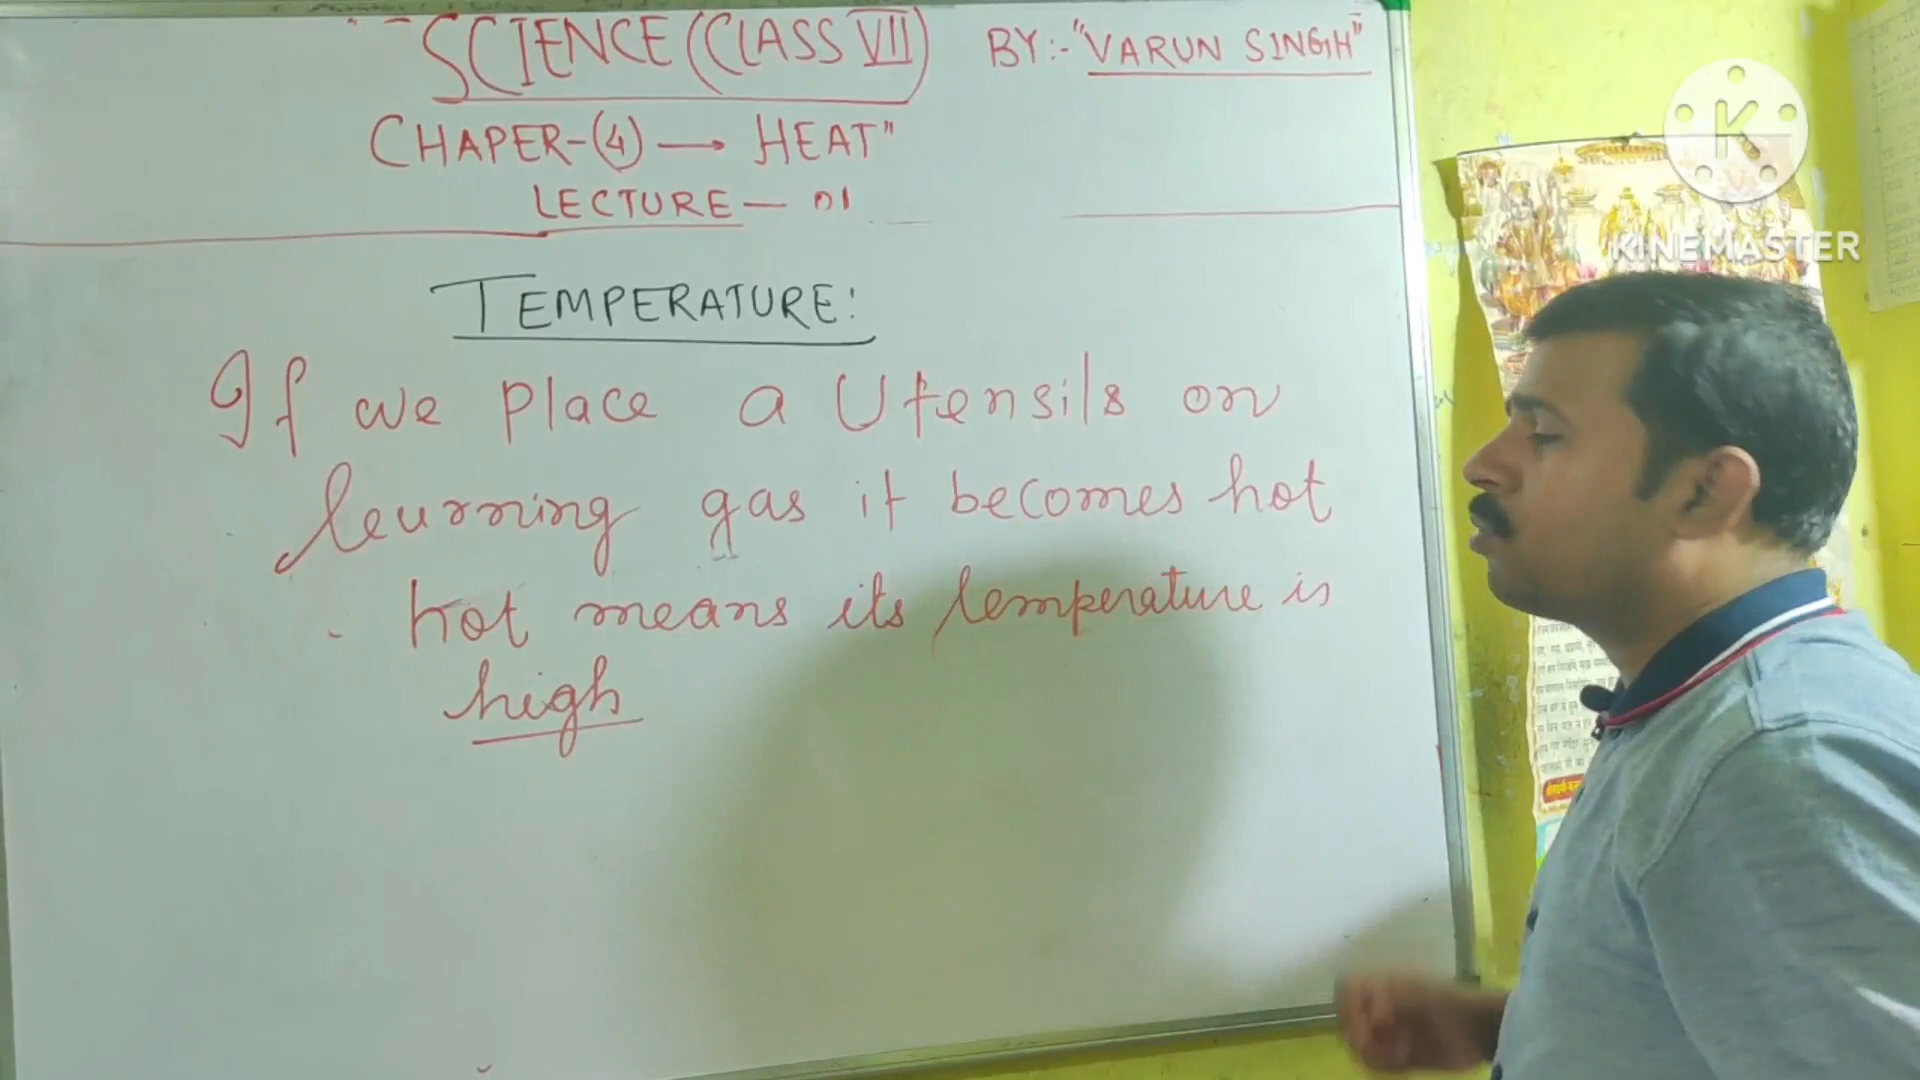 SCIENCE (CLASS VII) BY:- "VARUN SINGH"
CHAPER-(4) → HEAT"
LECTURE - 01
TEMPERATURE:
If we place a Utensils on
burning gas it becomes hot
hot means its temperature is
high
K
KINEMASTER